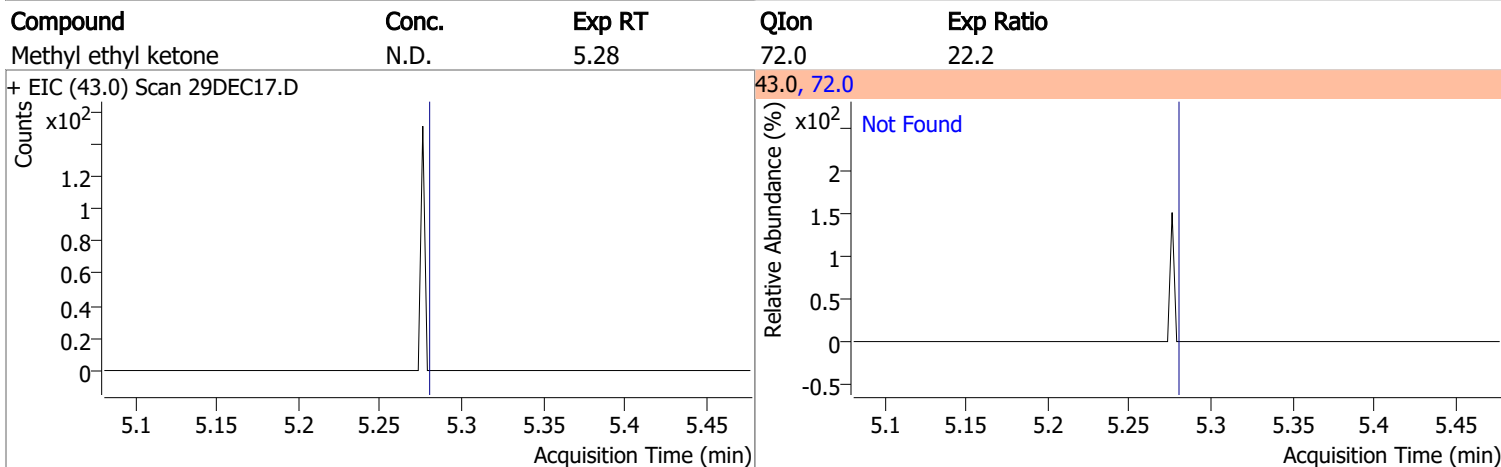 Compound Conc. Exp RT QIon Exp Ratio
Methyl ethyl ketone N.D. 5.28 72.0 22.2
+ EIC (43.0) Scan 29DEC17.D
Counts
x10²
1.2
1
0.8
0.6
0.4
0.2
0
5.1 5.15 5.2 5.25 5.3 5.35 5.4 5.45
Acquisition Time (min)
43.0, 72.0
Relative Abundance (%)
x10²
Not Found
2
1.5
1
0.5
0
-0.5
5.1 5.15 5.2 5.25 5.3 5.35 5.4 5.45
Acquisition Time (min)